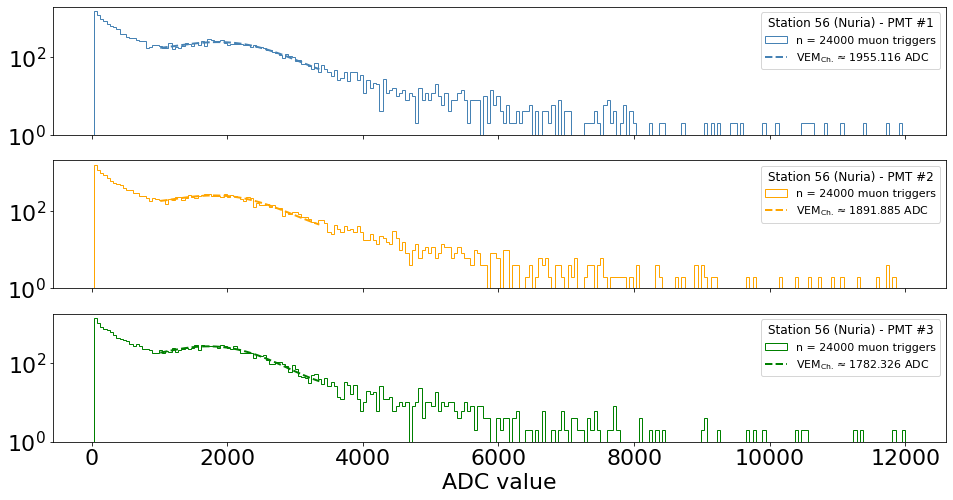 Station 56 (Nuria) - PMT #1
n = 24000 muon triggers
VEM_Ch. ≈ 1955.116 ADC
10^2
10^0
Station 56 (Nuria) - PMT #2
n = 24000 muon triggers
VEM_Ch. ≈ 1891.885 ADC
10^2
10^0
Station 56 (Nuria) - PMT #3
n = 24000 muon triggers
VEM_Ch. ≈ 1782.326 ADC
10^2
10^0
0 2000 4000 6000 8000 10000 12000
ADC value